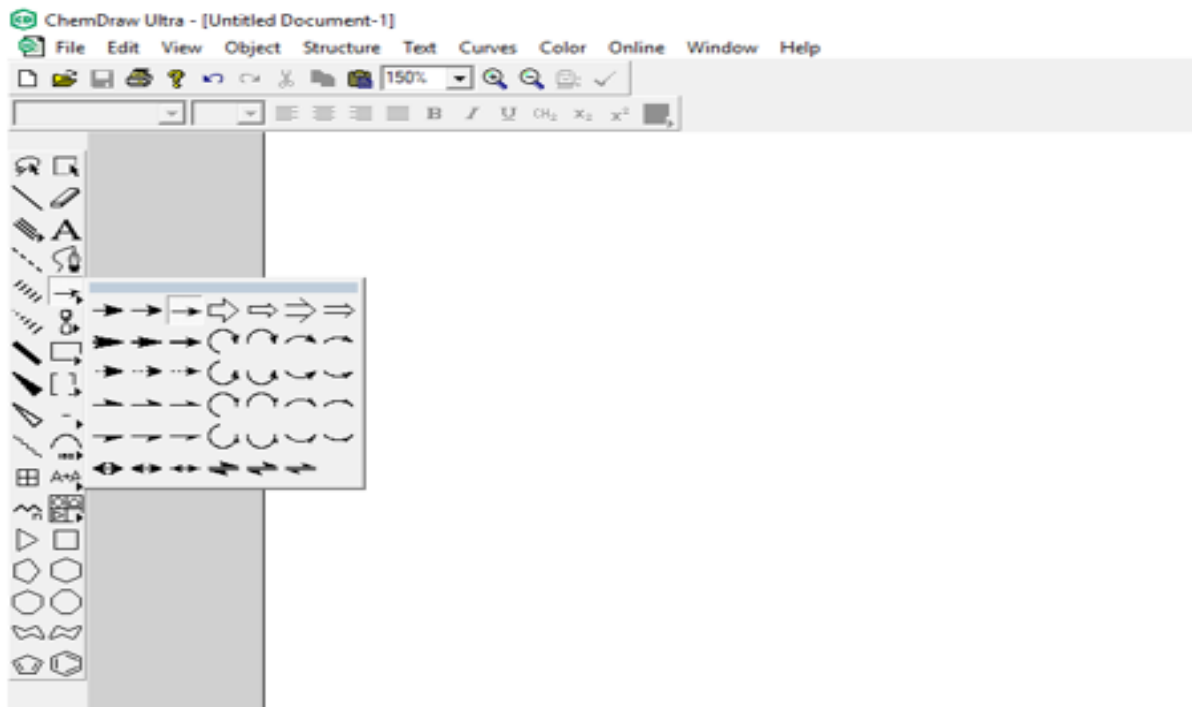 ChemDraw Ultra - [Untitled Document-1]
File Edit View Object Structure Text Curves Color Online Window Help
150%
B I U CH₂ X₂ X²
A
A+A